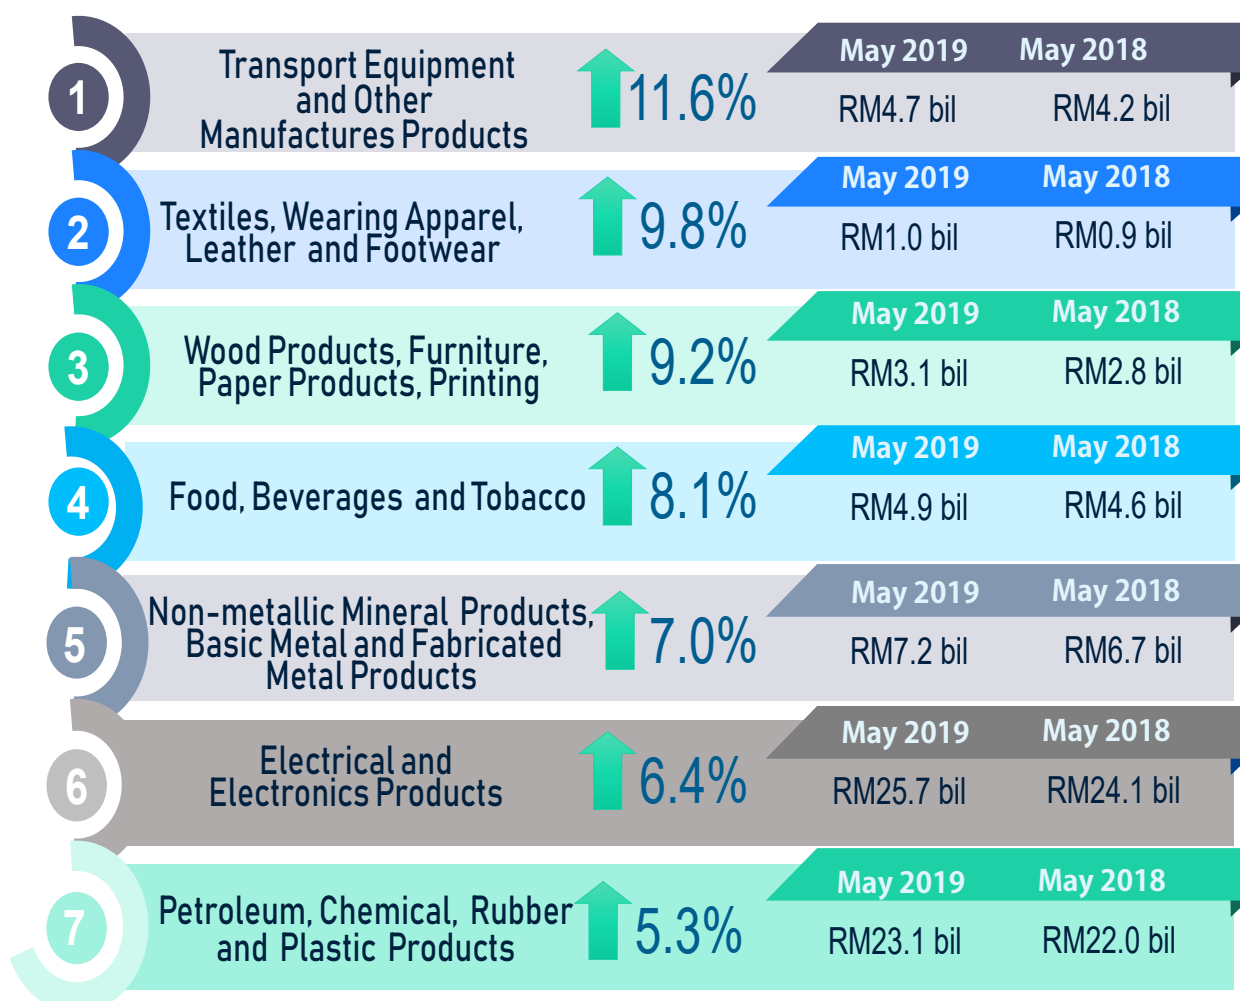 1
Transport Equipment
and Other
Manufactures Products
11.6%
May 2019 May 2018
RM4.7 bil RM4.2 bil
2
Textiles, Wearing Apparel,
Leather and Footwear
9.8%
May 2019 May 2018
RM1.0 bil RM0.9 bil
3
Wood Products, Furniture,
Paper Products, Printing
9.2%
May 2019 May 2018
RM3.1 bil RM2.8 bil
4
Food, Beverages and Tobacco
8.1%
May 2019 May 2018
RM4.9 bil RM4.6 bil
5
Non-metallic Mineral Products,
Basic Metal and Fabricated
Metal Products
7.0%
May 2019 May 2018
RM7.2 bil RM6.7 bil
6
Electrical and
Electronics Products
6.4%
May 2019 May 2018
RM25.7 bil RM24.1 bil
7
Petroleum, Chemical, Rubber
and Plastic Products
5.3%
May 2019 May 2018
RM23.1 bil RM22.0 bil